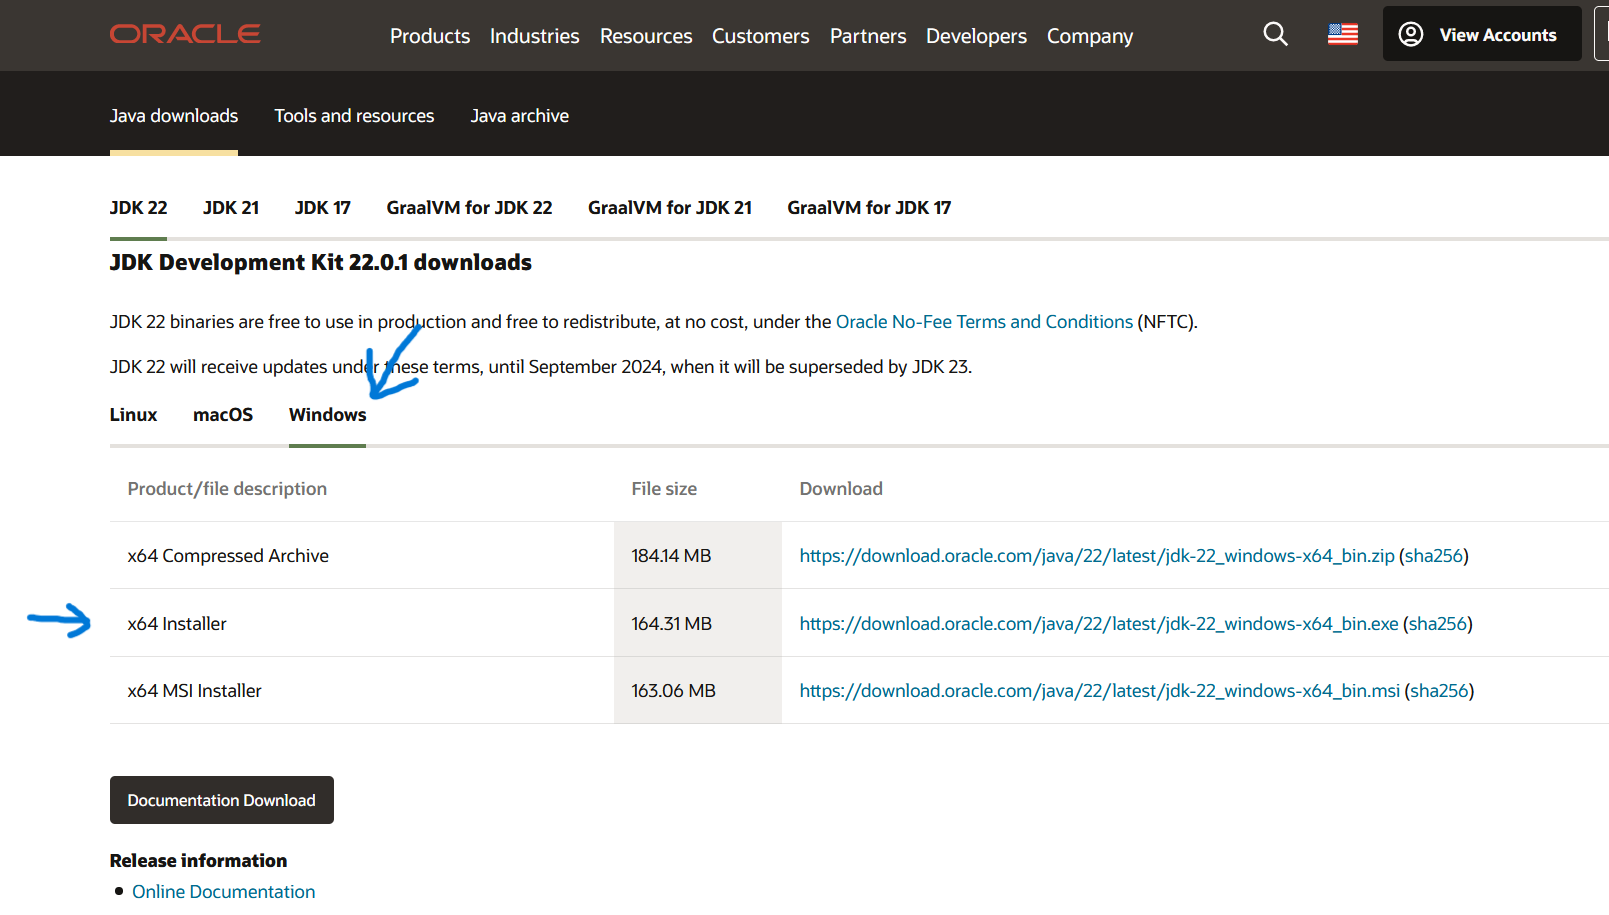 ORACLE Products Industries Resources Customers Partners Developers Company View Accounts
Java downloads Tools and resources Java archive
JDK 22 JDK 21 JDK 17 GraalVM for JDK 22 GraalVM for JDK 21 GraalVM for JDK 17
JDK Development Kit 22.0.1 downloads
JDK 22 binaries are free to use in production and free to redistribute, at no cost, under the Oracle No-Fee Terms and Conditions (NFTC).
JDK 22 will receive updates under these terms, until September 2024, when it will be superseded by JDK 23.
Linux macOS Windows
Product/file description File size Download
x64 Compressed Archive 184.14 MB https://download.oracle.com/java/22/latest/jdk-22_windows-x64_bin.zip (sha256)
x64 Installer 164.31 MB https://download.oracle.com/java/22/latest/jdk-22_windows-x64_bin.exe (sha256)
x64 MSI Installer 163.06 MB https://download.oracle.com/java/22/latest/jdk-22_windows-x64_bin.msi (sha256)
Documentation Download
Release information
• Online Documentation